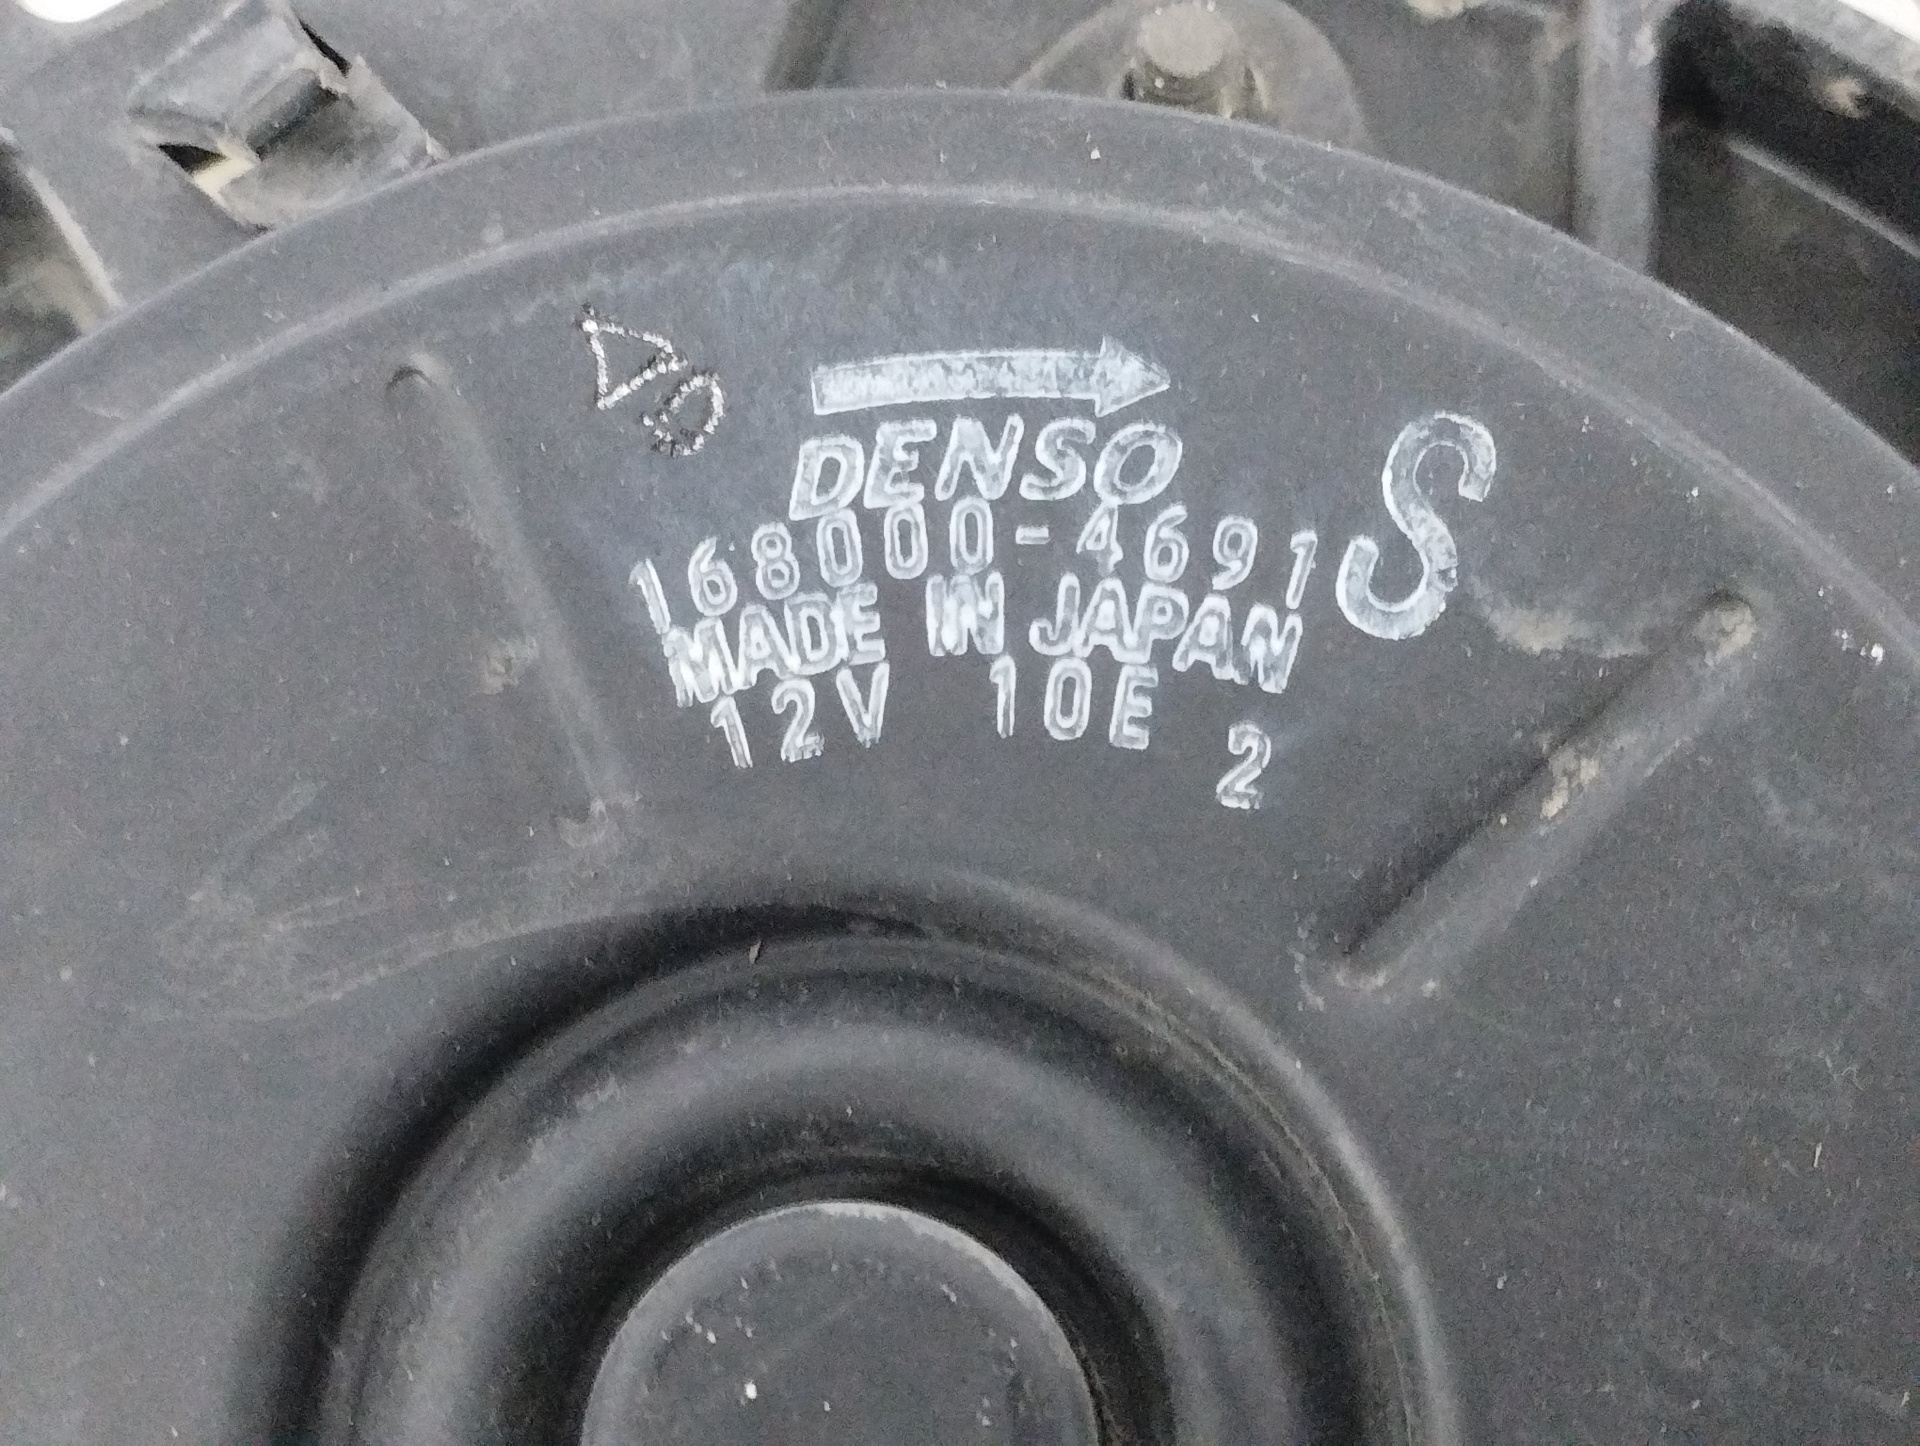 DENSO
168000-4691
S
MADE IN JAPAN
12V 10E
2